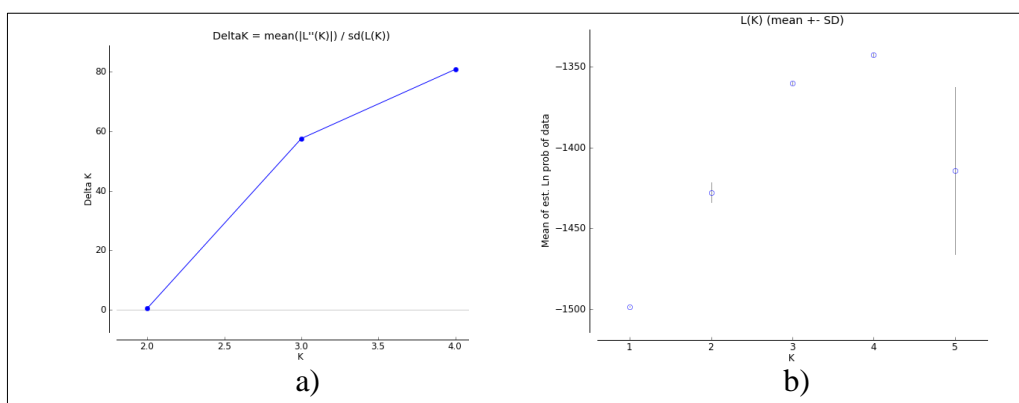 DeltaK = mean(|L''(K)|) / sd(L(K))
80
60
40
20
0
Delta K
2.0 2.5 3.0 3.5 4.0
K
a)
L(K) (mean +- SD)
−1350
−1400
−1450
−1500
Mean of est. Ln prob of data
1 2 3 4 5
K
b)